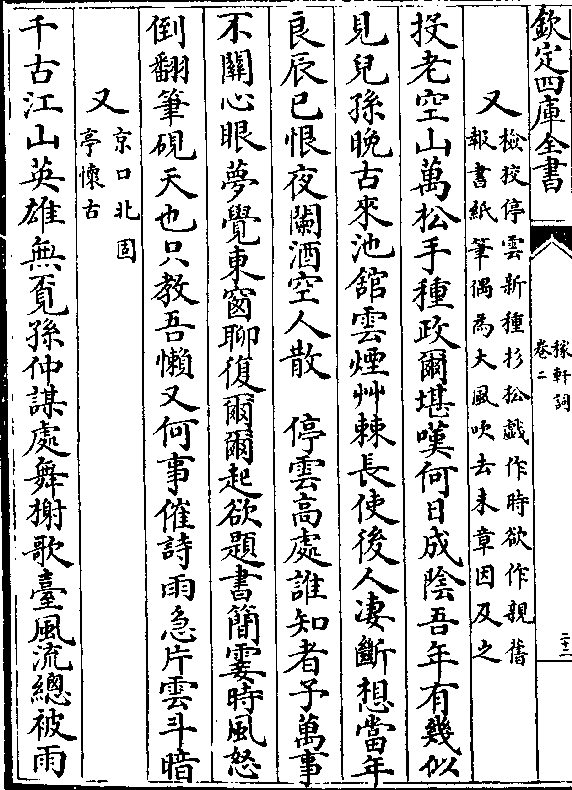 欽定四庫全書
稼軒詞
卷二
二十二
又
檢挍停雲新種杉松戲作時欲作親舊
報書紙筆偶為大風吹去末章因及之
投老空山萬松手種政爾堪嘆何日成陰吾年有幾似
見兒孫晚古來池舘雲煙艸棘長使後人凄斷想當年
良辰已恨夜闌酒空人散　停雲高處誰知老子萬事
不關心眼夢覺東窗聊復爾爾起欲題書簡霎時風怒
倒翻筆硯天也只教吾懶又何事催詩雨急片雲斗暗
又
京口北固
亭懷古
千古江山英雄無覓孫仲謀處舞榭歌臺風流總被雨